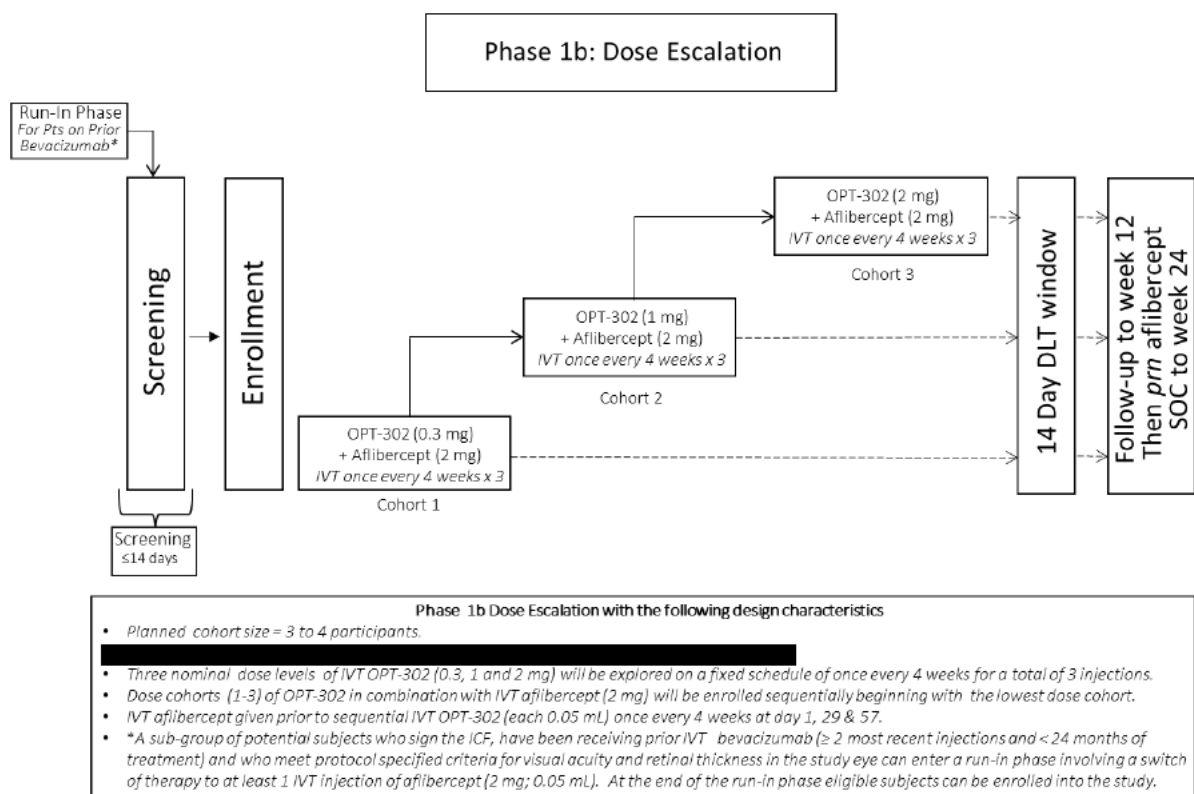 Phase 1b: Dose Escalation
Run-In Phase
For Pts on Prior
Bevacizumab*
Screening
Enrollment
OPT-302 (2 mg)
+ Aflibercept (2 mg)
IVT once every 4 weeks x 3
Cohort 3
OPT-302 (1 mg)
+ Aflibercept (2 mg)
IVT once every 4 weeks x 3
Cohort 2
OPT-302 (0.3 mg)
+ Aflibercept (2 mg)
IVT once every 4 weeks x 3
Cohort 1
14 Day DLT window
Follow-up to week 12
Then prn aflibercept
SOC to week 24
Screening
≤14 days
Phase 1b Dose Escalation with the following design characteristics
• Planned cohort size = 3 to 4 participants.
• Three nominal dose levels of IVT OPT-302 (0.3, 1 and 2 mg) will be explored on a fixed schedule of once every 4 weeks for a total of 3 injections.
• Dose cohorts (1-3) of OPT-302 in combination with IVT aflibercept (2 mg) will be enrolled sequentially beginning with the lowest dose cohort.
• IVT aflibercept given prior to sequential IVT OPT-302 (each 0.05 mL) once every 4 weeks at day 1, 29 & 57.
• *A sub-group of potential subjects who sign the ICF, have been receiving prior IVT bevacizumab (≥ 2 most recent injections and < 24 months of
treatment) and who meet protocol specified criteria for visual acuity and retinal thickness in the study eye can enter a run-in phase involving a switch
of therapy to at least 1 IVT injection of aflibercept (2 mg; 0.05 mL). At the end of the run-in phase eligible subjects can be enrolled into the study.